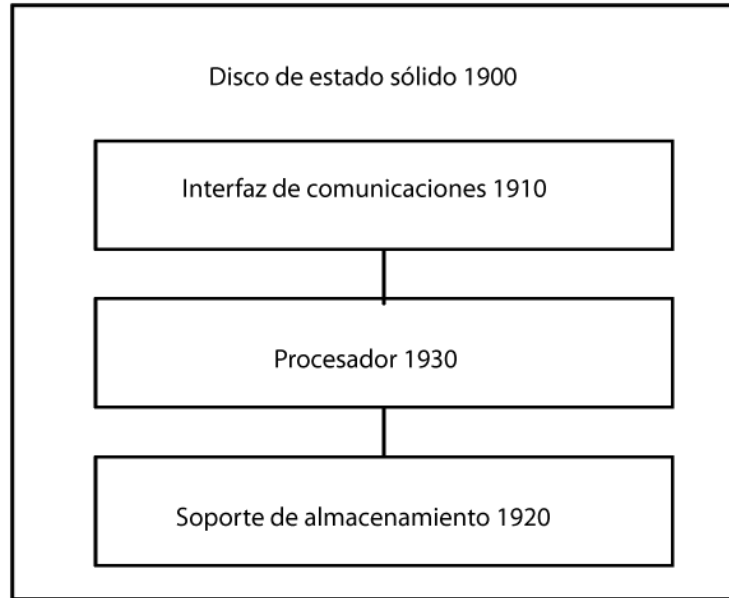 Disco de estado sólido 1900
Interfaz de comunicaciones 1910
Procesador 1930
Soporte de almacenamiento 1920